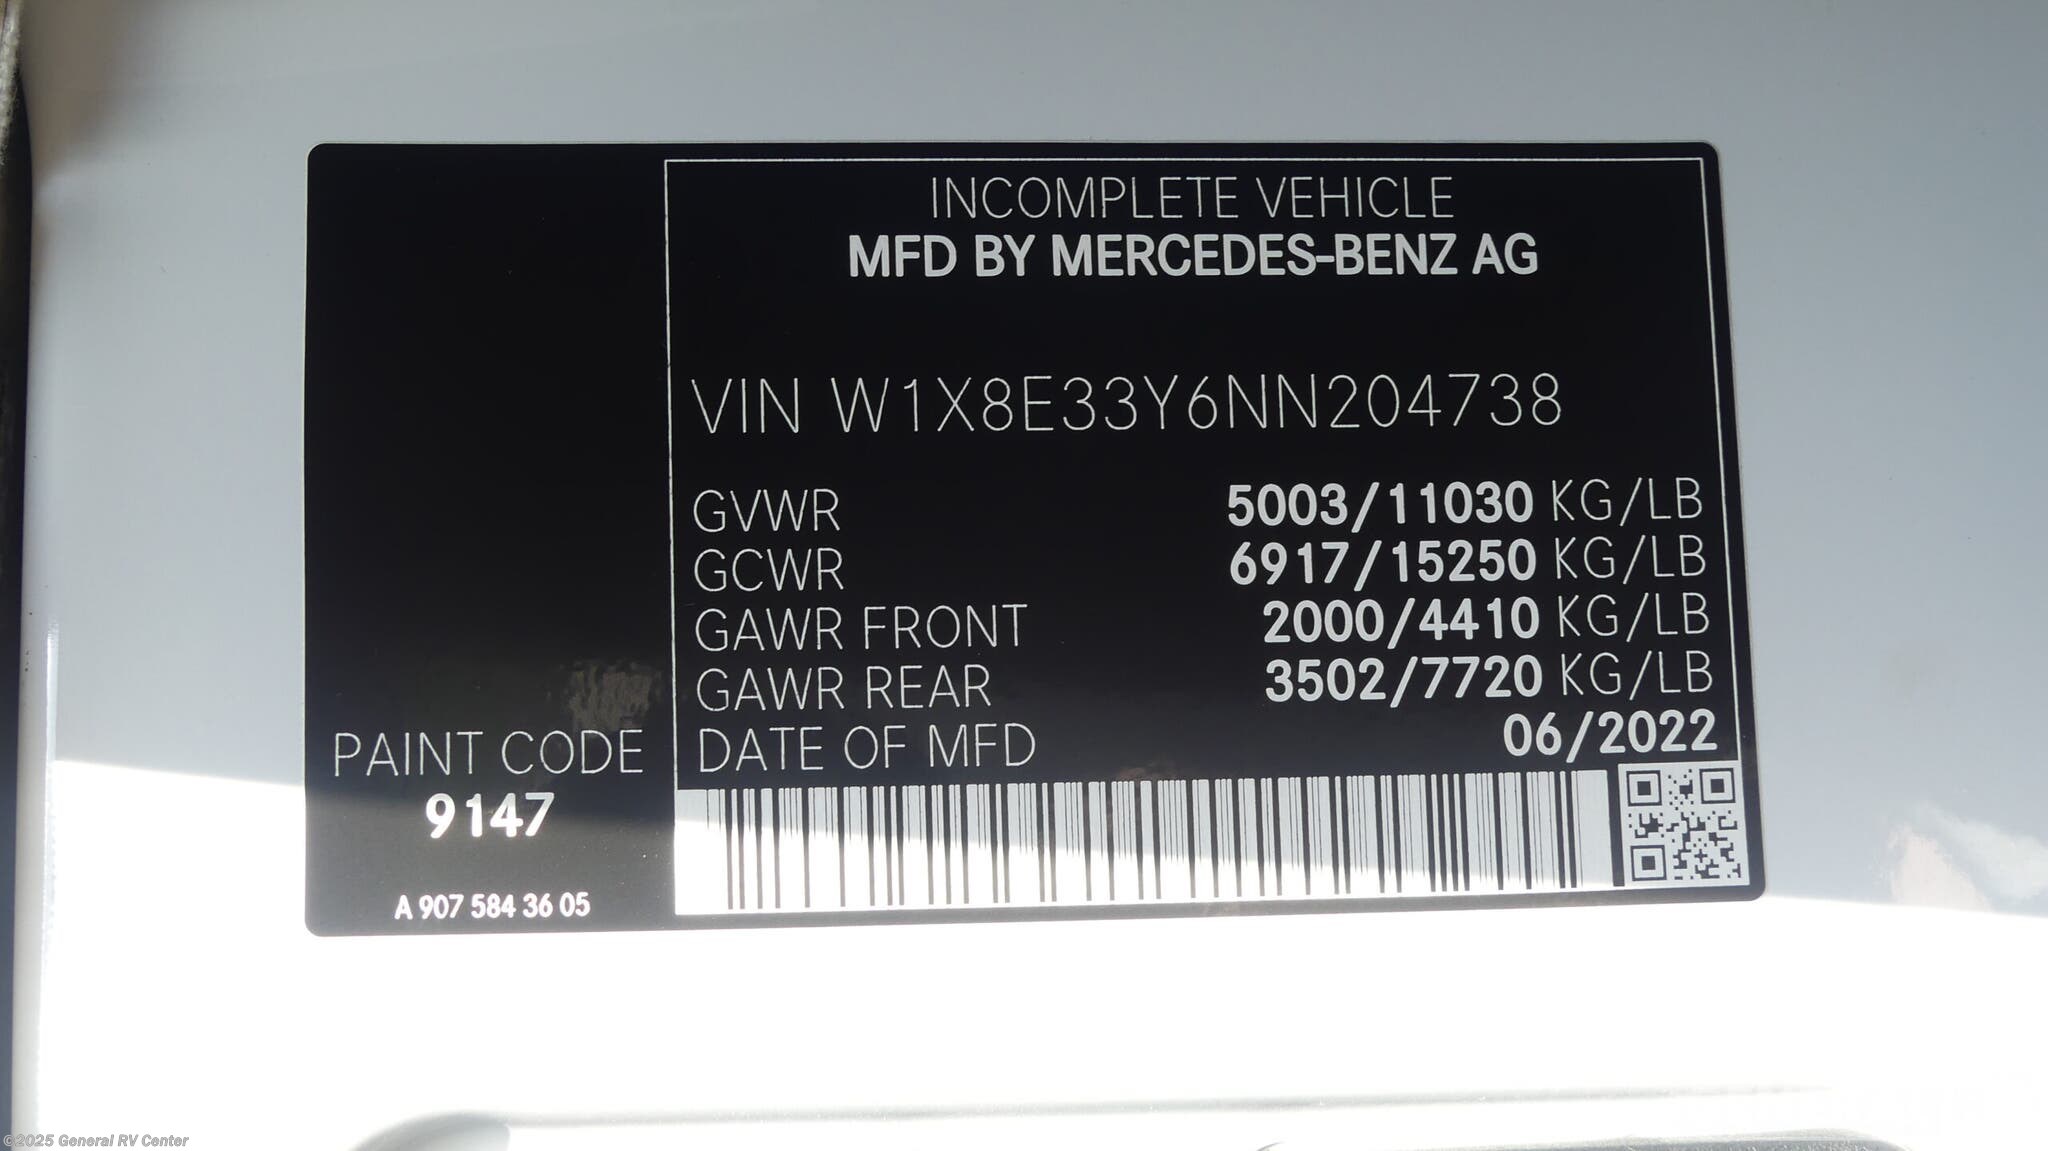 INCOMPLETE VEHICLE
MFD BY MERCEDES-BENZ AG
VIN W1X8E33Y6NN204738
GVWR 5003/11030 KG/LB
GCWR 6917/15250 KG/LB
GAWR FRONT 2000/4410 KG/LB
GAWR REAR 3502/7720 KG/LB
DATE OF MFD 06/2022
PAINT CODE
9147
A 907 584 36 05
©2025 General RV Center